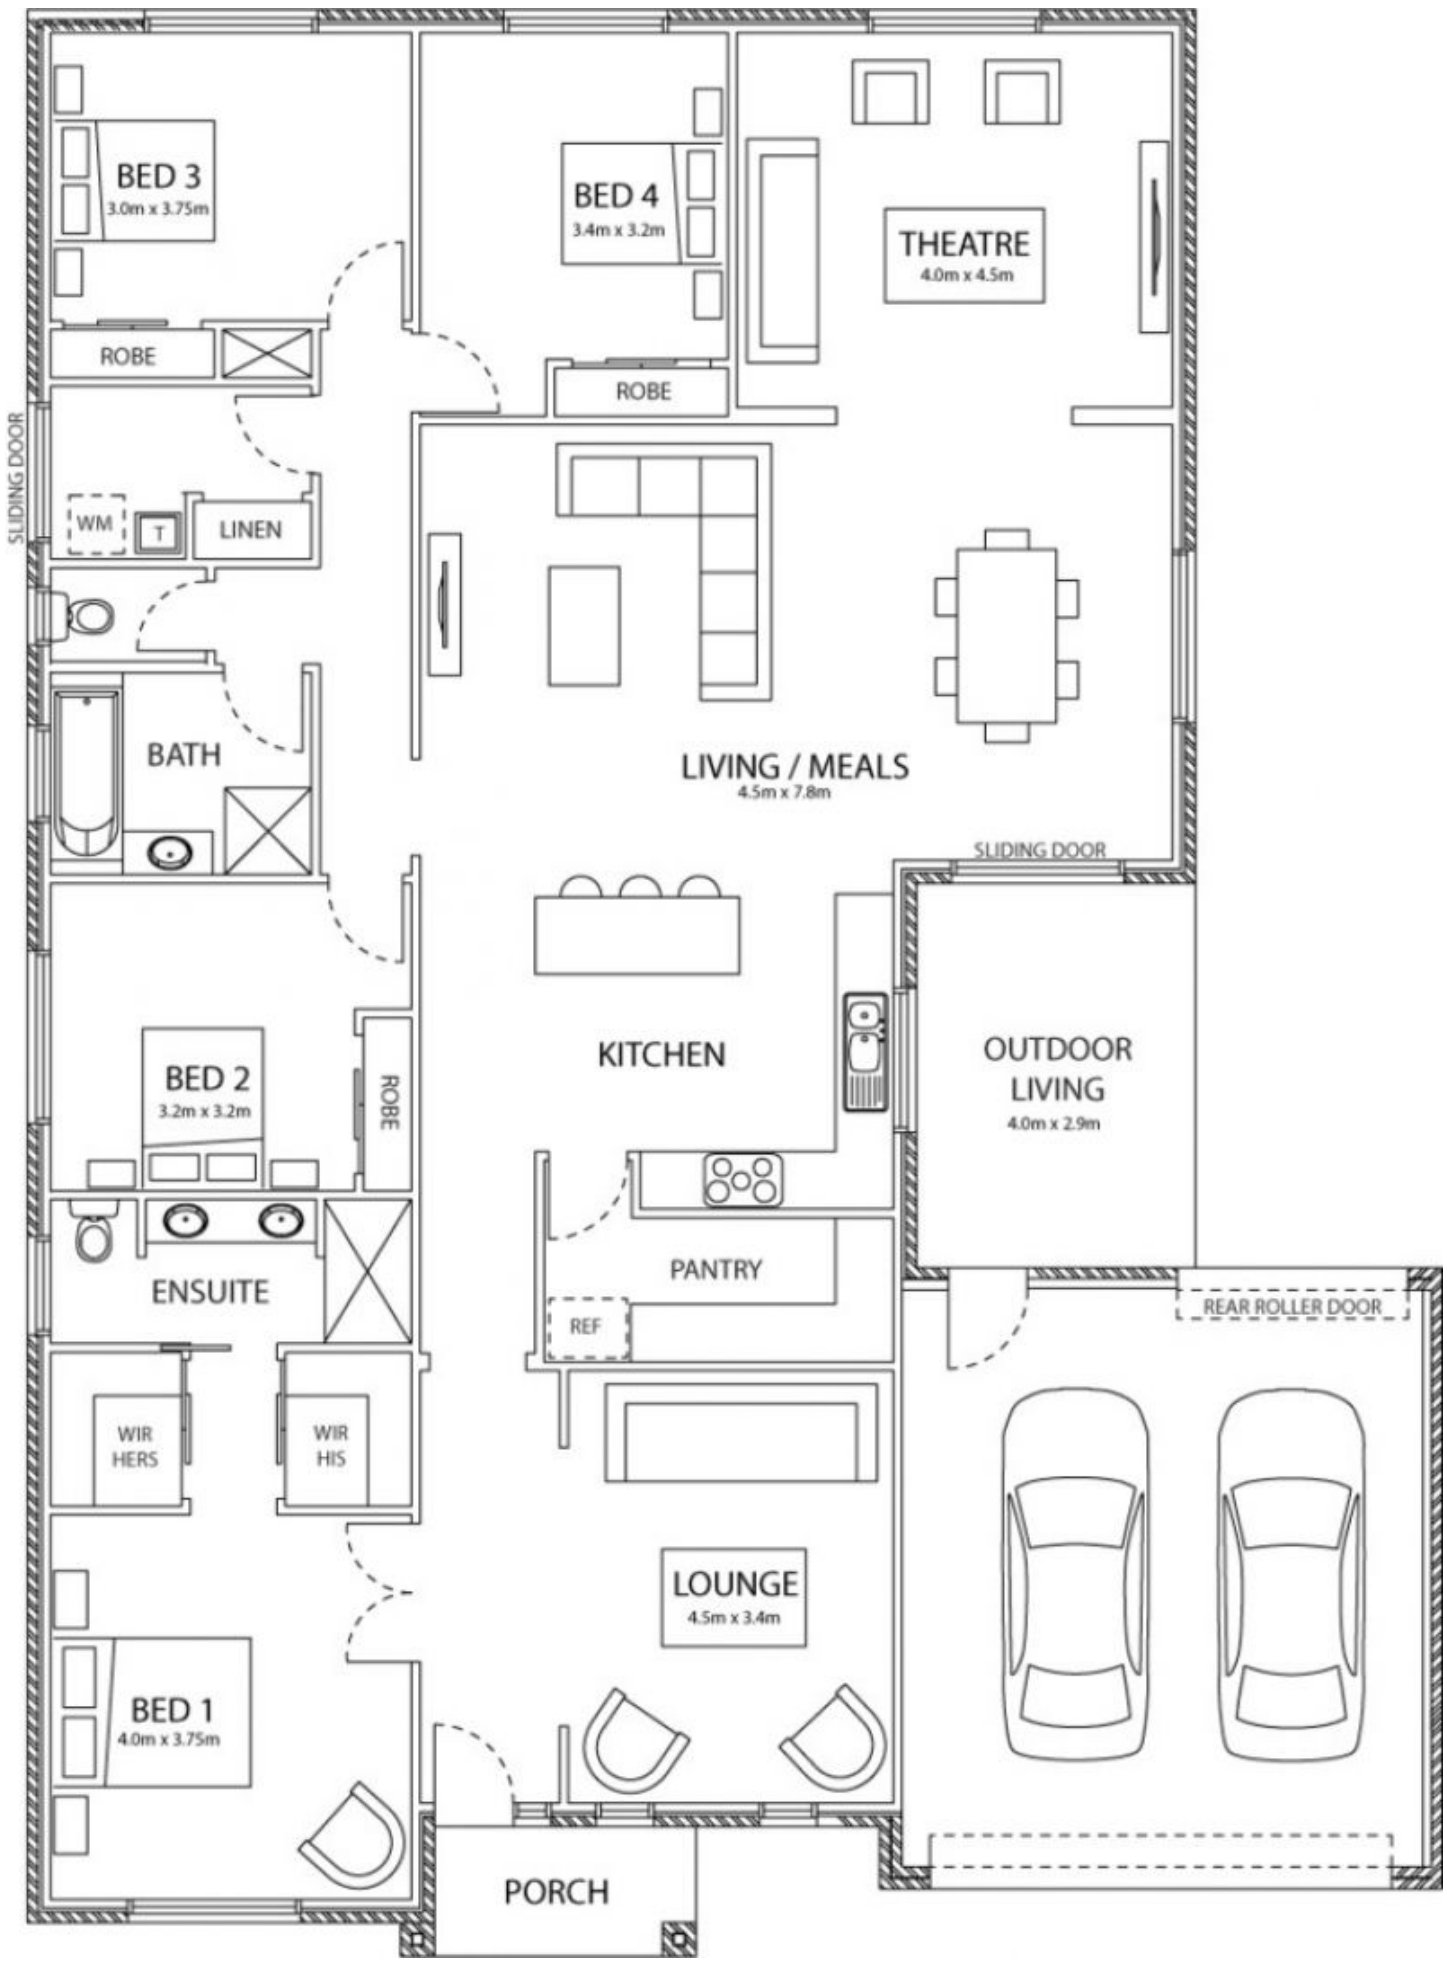 BED 3
3.0m x 3.75m
BED 4
3.4m x 3.2m
THEATRE
4.0m x 4.5m
ROBE
ROBE
SLIDING DOOR
WM
T
LINEN
BATH
LIVING / MEALS
4.5m x 7.8m
SLIDING DOOR
KITCHEN
OUTDOOR
LIVING
4.0m x 2.9m
BED 2
3.2m x 3.2m
ROBE
ENSUITE
PANTRY
REF
REAR ROLLER DOOR
WIR
HERS
WIR
HIS
LOUNGE
4.5m x 3.4m
BED 1
4.0m x 3.75m
PORCH